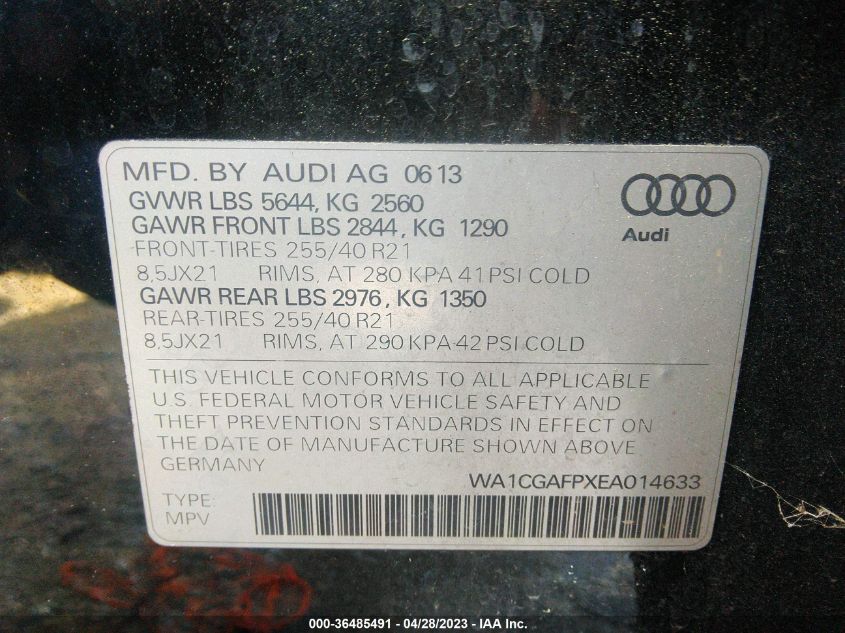 MFD. BY AUDI AG 06 13
GVWR LBS 5644, KG 2560
GAWR FRONT LBS 2844, KG 1290
FRONT-TIRES 255/40 R21
8,5JX21 RIMS, AT 280 KPA 41 PSI COLD
GAWR REAR LBS 2976, KG 1350
REAR-TIRES 255/40 R21
8,5JX21 RIMS, AT 290 KPA 42 PSI COLD
Audi
THIS VEHICLE CONFORMS TO ALL APPLICABLE
U.S. FEDERAL MOTOR VEHICLE SAFETY AND
THEFT PREVENTION STANDARDS IN EFFECT ON
THE DATE OF MANUFACTURE SHOWN ABOVE
GERMANY
WA1CGAFPXEA014633
TYPE:
MPV
000-36485491 - 04/28/2023 - WA1CGAFPXEA014633